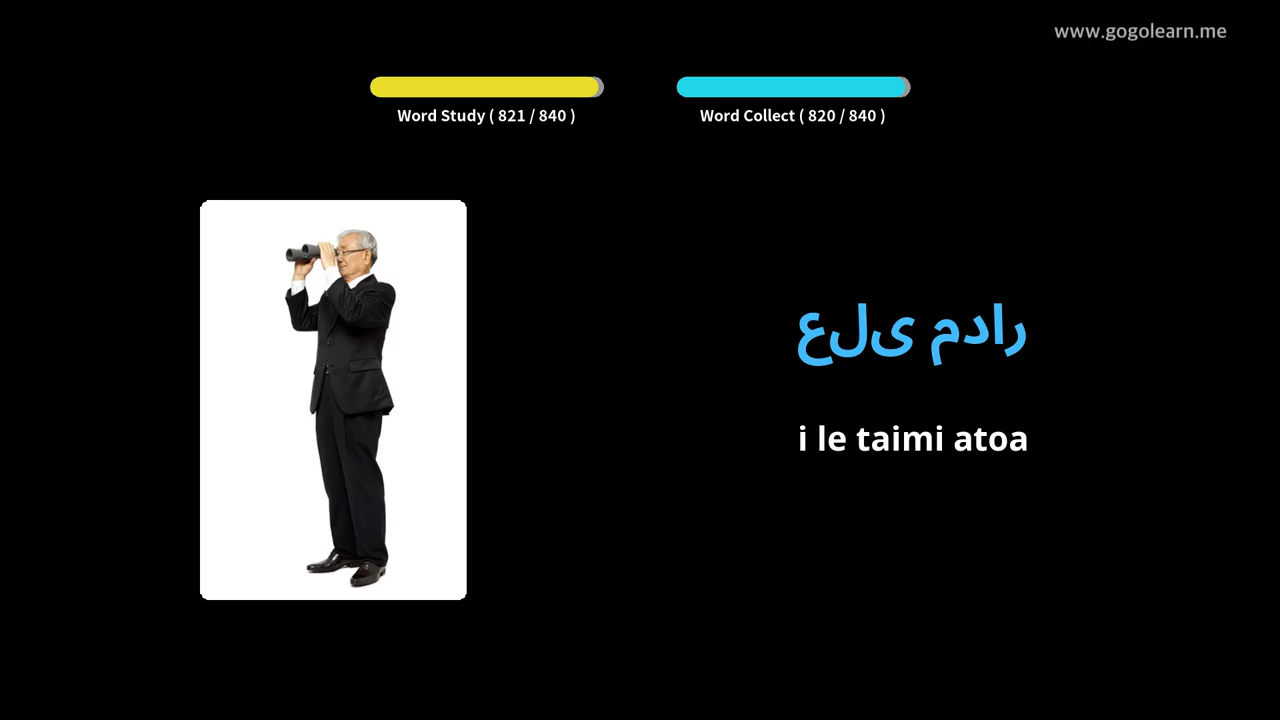 www.gogolearn.me
Word Study ( 821 / 840 )
Word Collect ( 820 / 840 )
على مدار
i le taimi atoa